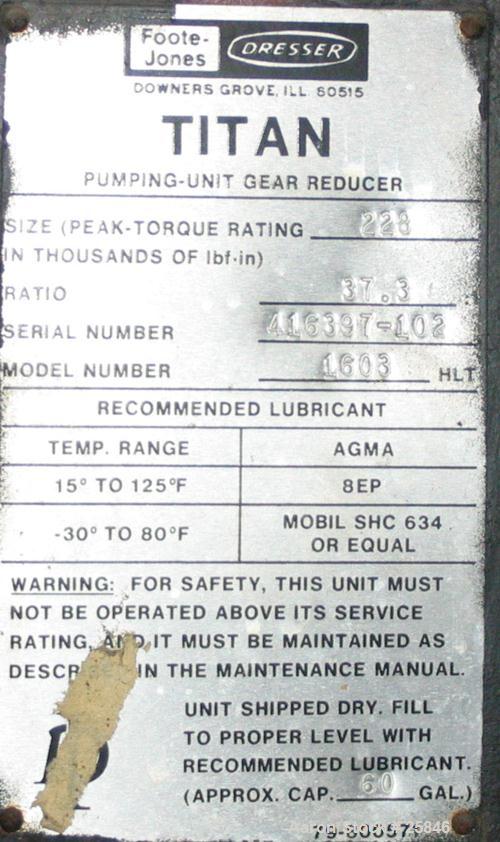 Foote-
Jones
DRESSER
DOWNERS GROVE, ILL. 60515
TITAN
PUMPING-UNIT GEAR REDUCER
SIZE (PEAK-TORQUE RATING 228
IN THOUSANDS OF lbf·in)
RATIO 37.3
SERIAL NUMBER 416397-102
MODEL NUMBER 1603 HLT
RECOMMENDED LUBRICANT
TEMP. RANGE AGMA
15° TO 125°F 8EP
-30° TO 80°F MOBIL SHC 634
OR EQUAL
WARNING: FOR SAFETY, THIS UNIT MUST
NOT BE OPERATED ABOVE ITS SERVICE
RATING, AND IT MUST BE MAINTAINED AS
IN THE MAINTENANCE MANUAL.
UNIT SHIPPED DRY. FILL
TO PROPER LEVEL WITH
RECOMMENDED LUBRICANT.
(APPROX. CAP. 60 GAL.)